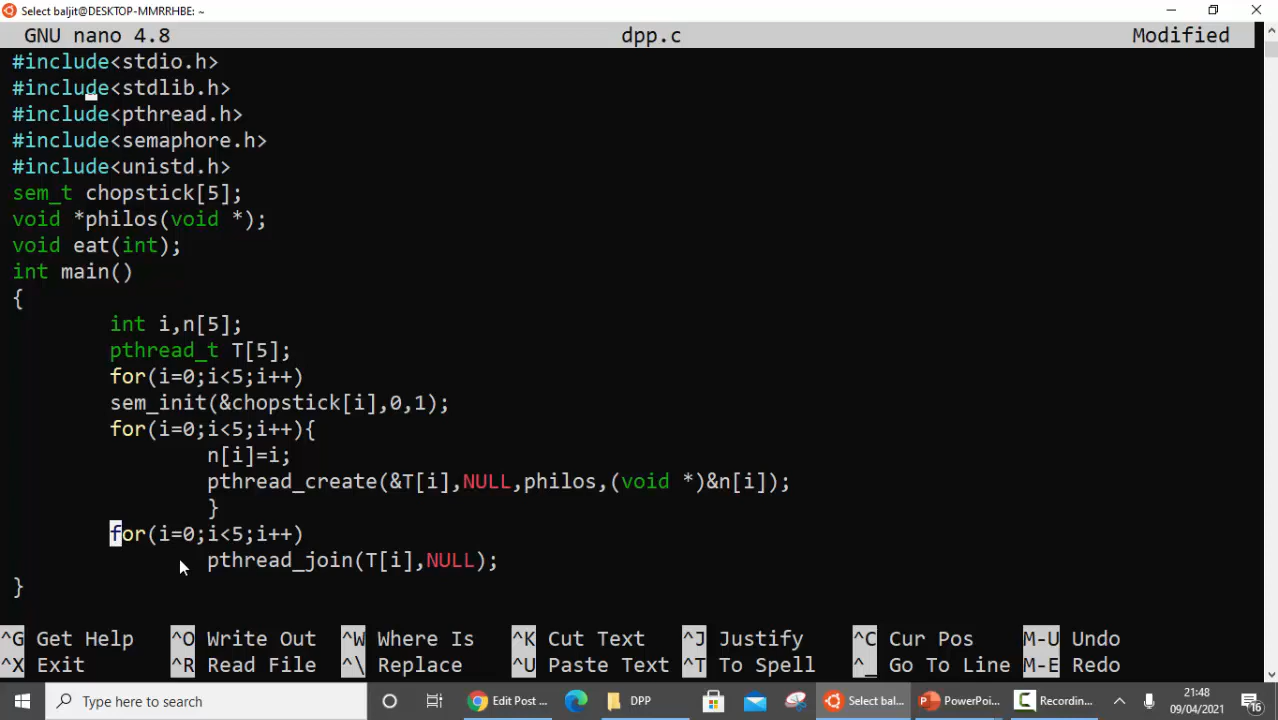 Select baljit@DESKTOP-MMRRHBE: ~
GNU nano 4.8 dpp.c Modified
#include<stdio.h>
#include<stdlib.h>
#include<pthread.h>
#include<semaphore.h>
#include<unistd.h>
sem_t chopstick[5];
void *philos(void *);
void eat(int);
int main()
{
int i,n[5];
pthread_t T[5];
for(i=0;i<5;i++)
sem_init(&chopstick[i],0,1);
for(i=0;i<5;i++){
n[i]=i;
pthread_create(&T[i],NULL,philos,(void *)&n[i]);
}
for(i=0;i<5;i++)
pthread_join(T[i],NULL);
}
^G Get Help ^O Write Out ^W Where Is ^K Cut Text ^J Justify ^C Cur Pos M-U Undo
^X Exit ^R Read File ^\ Replace ^U Paste Text ^T To Spell ^_ Go To Line M-E Redo
Type here to search Edit Post ... DPP Select bal... PowerPoi... Recordin... 21:48
09/04/2021 16